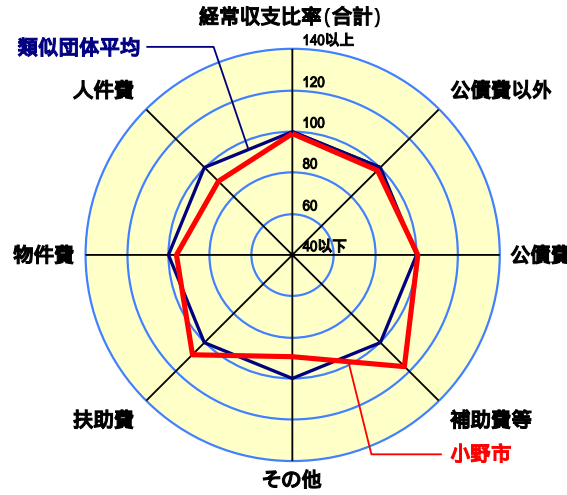 経常収支比率(合計)
140以上
類似団体平均
人件費
公債費以外
120
100
80
60
40以下
物件費
公債費
扶助費
補助費等
小野市
その他